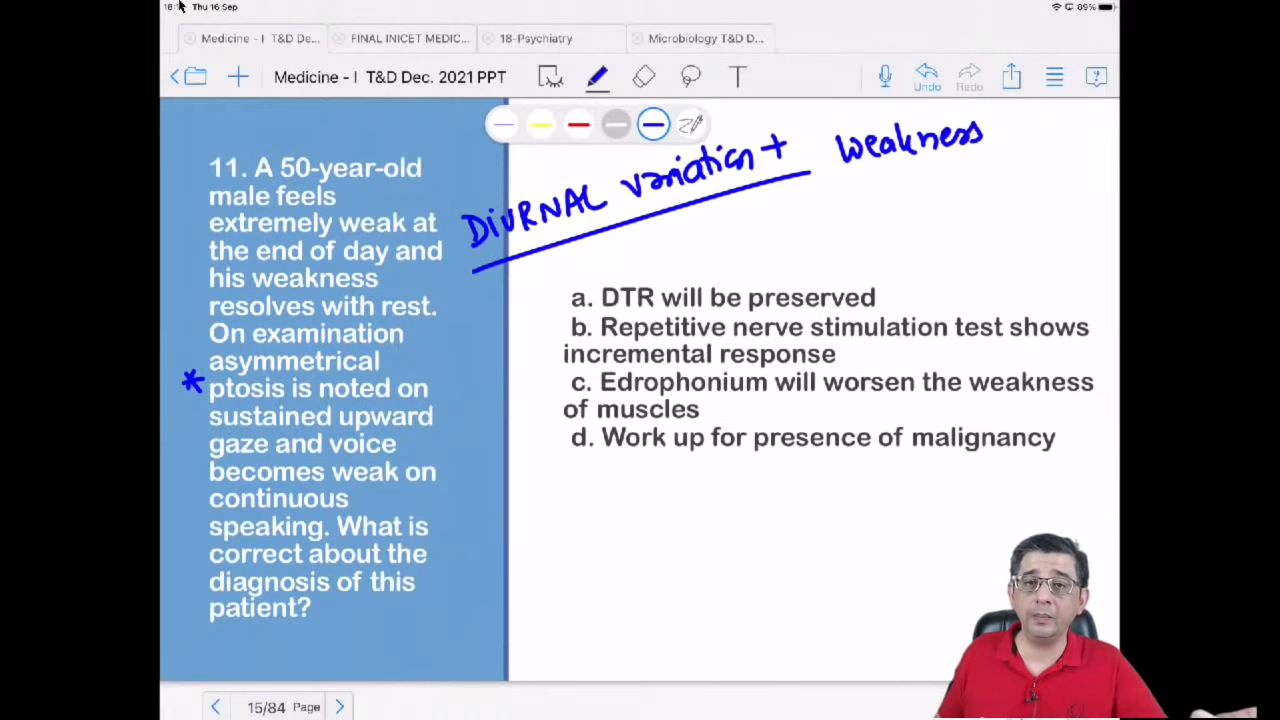 Thu 16 Sep
89%
Medicine - I T&D De...
FINAL INICET MEDIC...
18-Psychiatry
Microbiology T&D D...
Medicine - I T&D Dec. 2021 PPT
T
Undo
Redo
DiURNAL variation + weakness
11. A 50-year-old
male feels
extremely weak at
the end of day and
his weakness
resolves with rest.
On examination
asymmetrical
* ptosis is noted on
sustained upward
gaze and voice
becomes weak on
continuous
speaking. What is
correct about the
diagnosis of this
patient?
a. DTR will be preserved
b. Repetitive nerve stimulation test shows
incremental response
c. Edrophonium will worsen the weakness
of muscles
d. Work up for presence of malignancy
15/84 Page